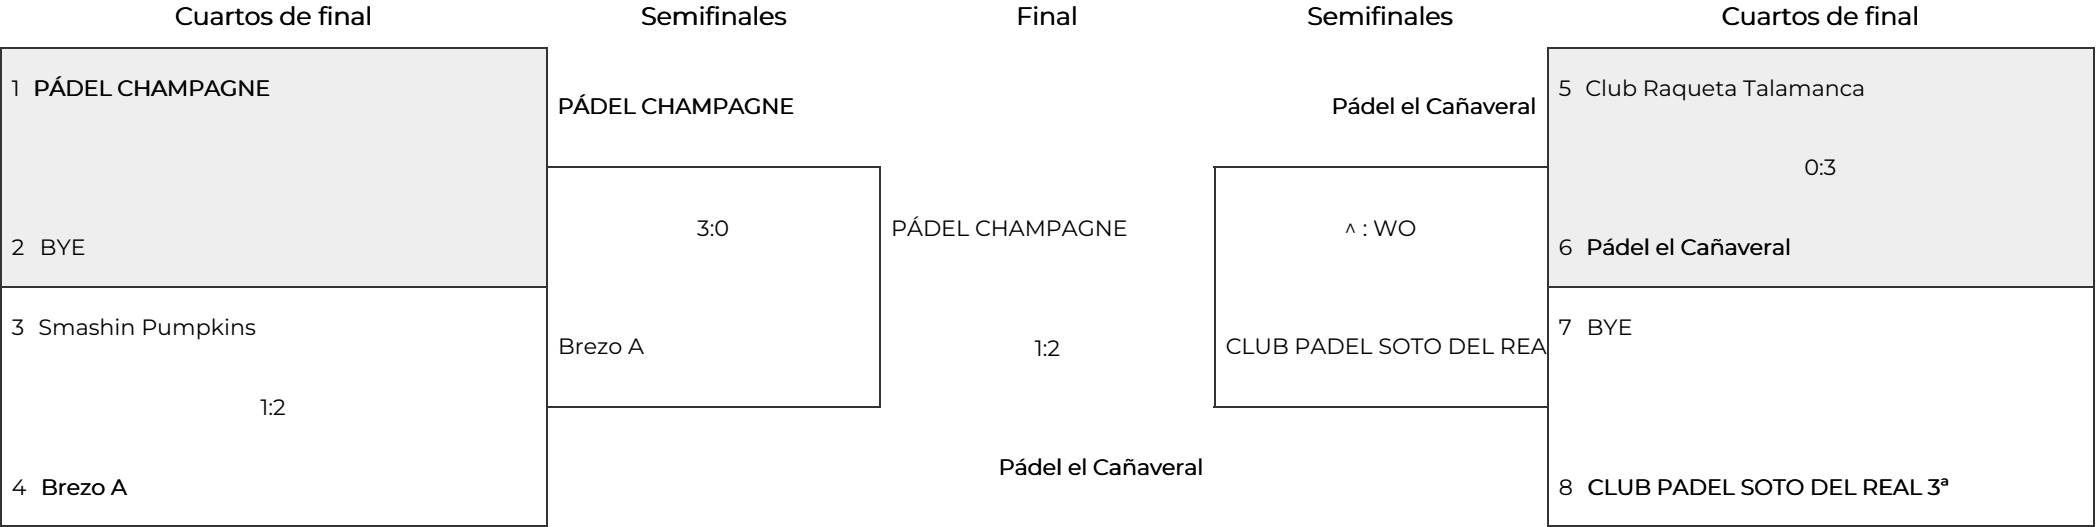 Cuartos de final
Semifinales
Final
Semifinales
Cuartos de final
1 PÁDEL CHAMPAGNE
2 BYE
3 Smashin Pumpkins
1:2
4 Brezo A
PÁDEL CHAMPAGNE
3:0
Brezo A
PÁDEL CHAMPAGNE
1:2
Pádel el Cañaveral
Pádel el Cañaveral
^ : WO
CLUB PADEL SOTO DEL REA
5 Club Raqueta Talamanca
0:3
6 Pádel el Cañaveral
7 BYE
8 CLUB PADEL SOTO DEL REAL 3ª